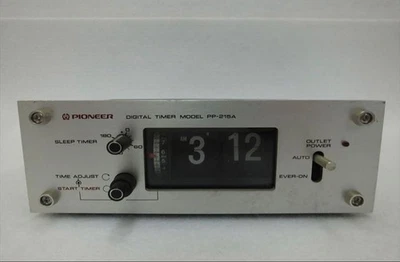 PIONEER
DIGITAL TIMER MODEL PP-215A
SLEEP TIMER
180
60
TIME ADJUST
START TIMER
3 12
OUTLET
POWER
AUTO
EVER-ON